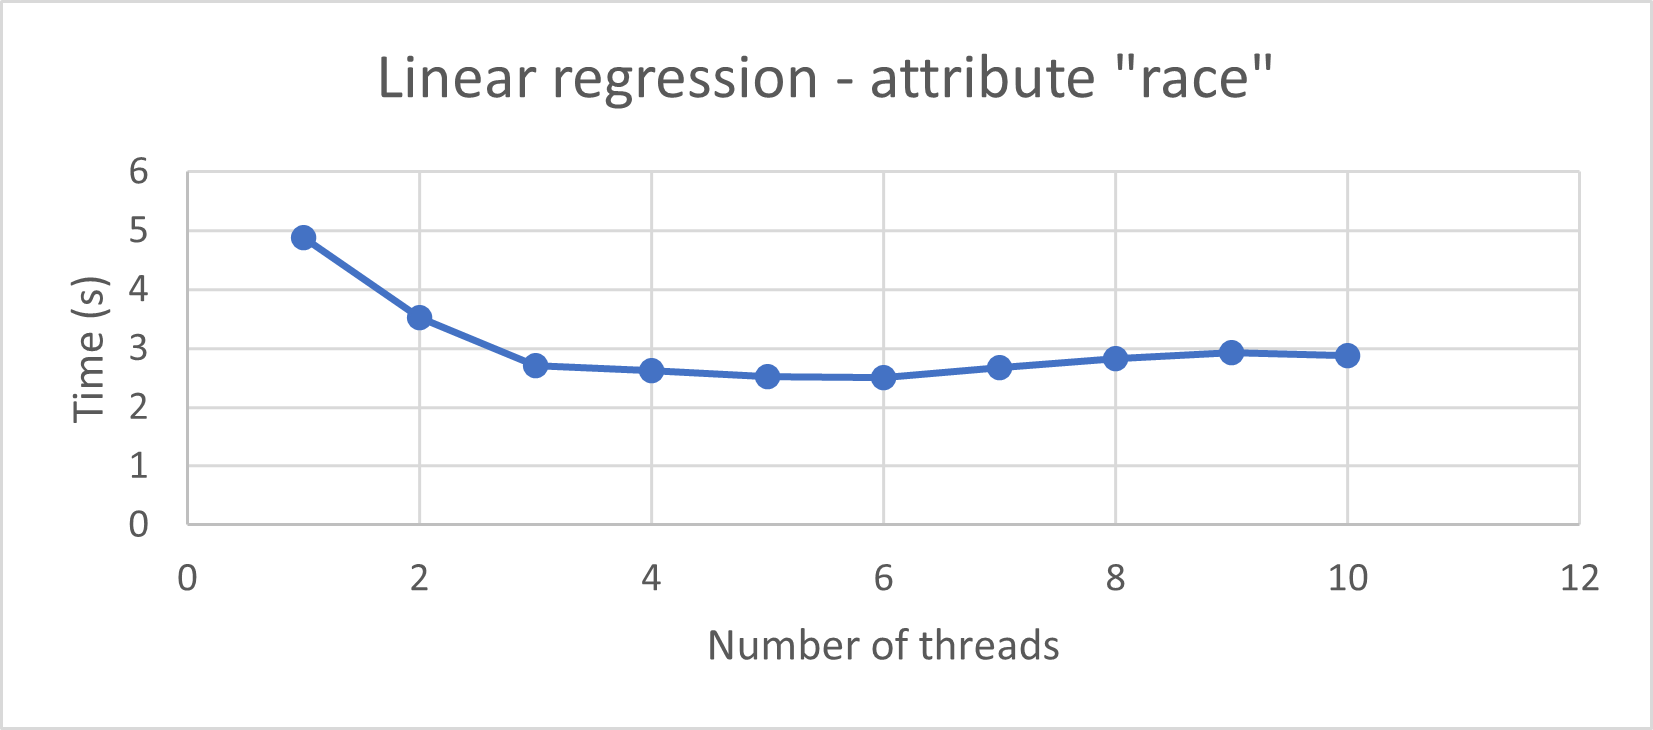 Linear regression - attribute "race"
6
5
4
3
2
1
0
Time (s)
0 2 4 6 8 10 12
Number of threads